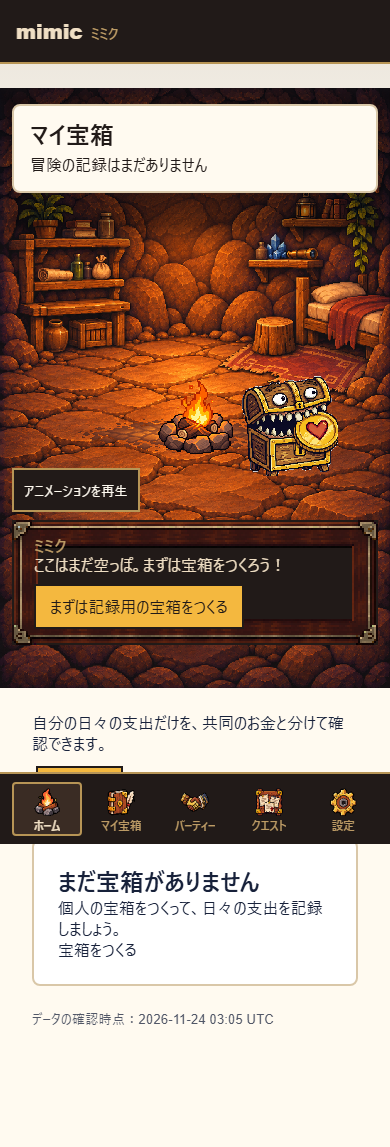 mimic ミミク
マイ宝箱
冒険の記録はまだありません
アニメーションを再生
ミミク
ここはまだ空っぽ。まずは宝箱をつくろう！
まずは記録用の宝箱をつくる
自分の日々の支出だけを、共同のお金と分けて確
認できます。
ホーム
マイ宝箱
パーティー
クエスト
設定
まだ宝箱がありません
個人の宝箱をつくって、日々の支出を記録
しましょう。
宝箱をつくる
データの確認時点：2026-11-24 03:05 UTC